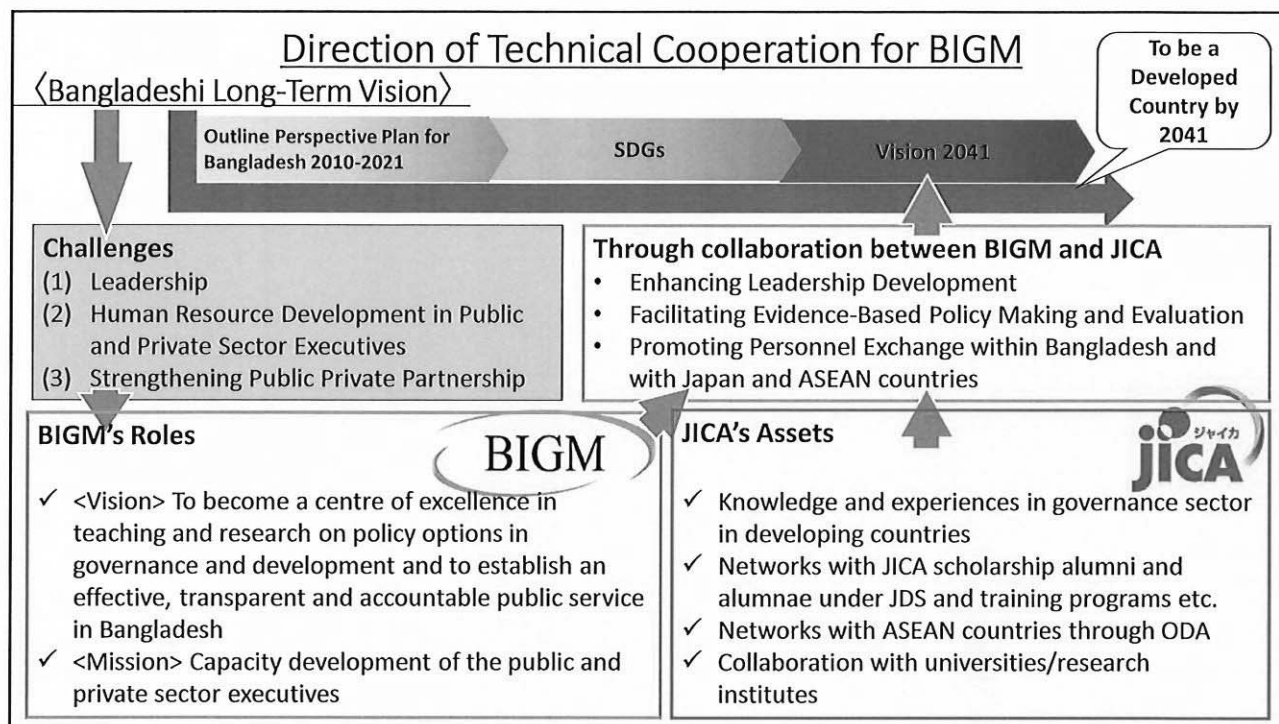 Direction of Technical Cooperation for BIGM
〈Bangladeshi Long-Term Vision〉
To be a
Developed
Country by
2041
Outline Perspective Plan for
Bangladesh 2010-2021
SDGs
Vision 2041
Challenges
(1) Leadership
(2) Human Resource Development in Public
and Private Sector Executives
(3) Strengthening Public Private Partnership
Through collaboration between BIGM and JICA
• Enhancing Leadership Development
• Facilitating Evidence-Based Policy Making and Evaluation
• Promoting Personnel Exchange within Bangladesh and
with Japan and ASEAN countries
BIGM's Roles
BIGM
✓ <Vision> To become a centre of excellence in
teaching and research on policy options in
governance and development and to establish an
effective, transparent and accountable public service
in Bangladesh
✓ <Mission> Capacity development of the public and
private sector executives
JICA's Assets
ジャイカ
JICA
✓ Knowledge and experiences in governance sector
in developing countries
✓ Networks with JICA scholarship alumni and
alumnae under JDS and training programs etc.
✓ Networks with ASEAN countries through ODA
✓ Collaboration with universities/research
institutes